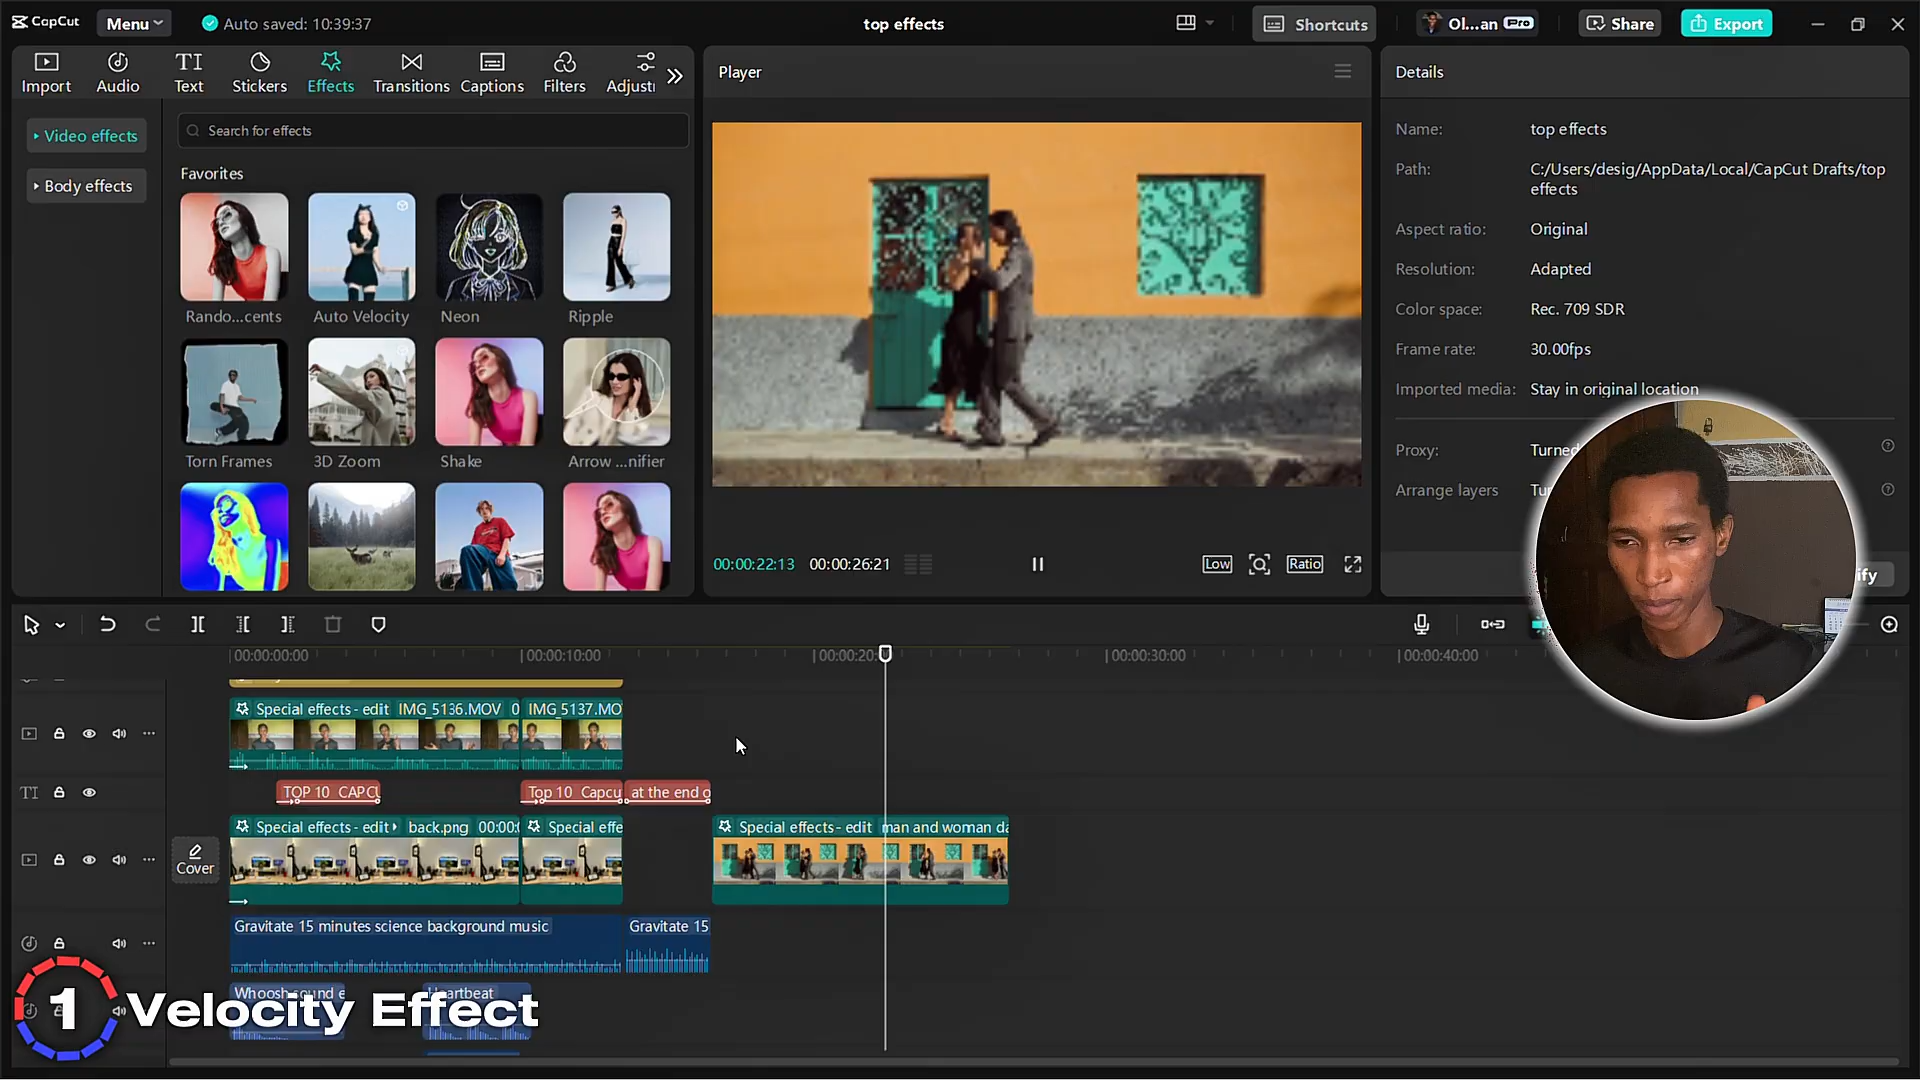 CapCut
Menu
Auto saved: 10:39:37
top effects
Shortcuts
Ol...an Pro
Share
Export
Import
Audio
TI
Text
Stickers
Effects
Transitions
Captions
Filters
Adjustı
Player
Details
Video effects
Body effects
Search for effects
Favorites
Rando...cents
Auto Velocity
Neon
Ripple
Torn Frames
3D Zoom
Shake
Arrow ...nifier
Name: top effects
Path: C:/Users/desig/AppData/Local/CapCut Drafts/top
effects
Aspect ratio: Original
Resolution: Adapted
Color space: Rec. 709 SDR
Frame rate: 30.00fps
Imported media: Stay in original location
Proxy: Turned
Arrange layers Tur
ify
00:00:22:13 00:00:26:21
Low
Ratio
00:00:00:00 00:00:10:00 00:00:20: 00:00:30:00 00:00:40:00
Special effects - edit IMG_5136.MOV 0
IMG_5137.MO
TI
TOP 10 CAPCU
Top 10 Capcu
at the end o
Cover
Special effects - edit back.png 00:00:0
Special effe
Special effects - edit man and woman da
Gravitate 15 minutes science background music
Gravitate 15
Whoosh sound e
Heartbeat
1 Velocity Effect